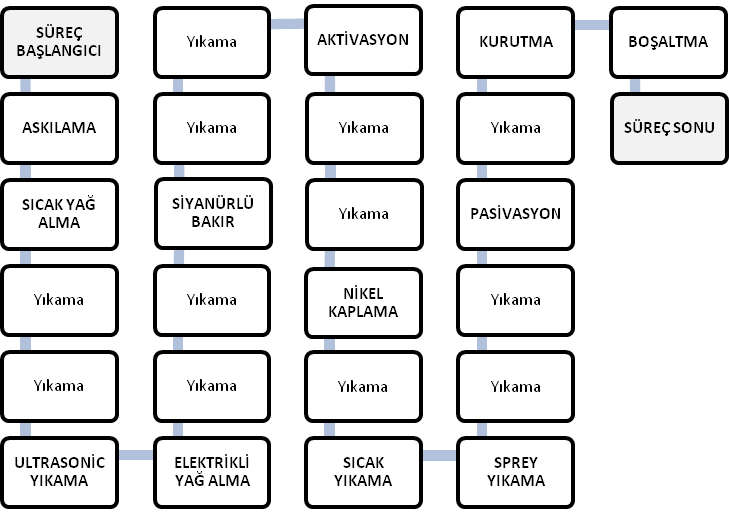 SÜREÇ
BAŞLANGICI
ASKILAMA
SICAK YAĞ
ALMA
Yıkama
Yıkama
ULTRASONİC
YIKAMA
ELEKTRİKLİ
YAĞ ALMA
Yıkama
Yıkama
SİYANÜRLÜ
BAKIR
Yıkama
Yıkama
AKTİVASYON
Yıkama
Yıkama
NİKEL
KAPLAMA
Yıkama
SICAK
YIKAMA
SPREY
YIKAMA
Yıkama
Yıkama
PASİVASYON
Yıkama
KURUTMA
BOŞALTMA
SÜREÇ SONU